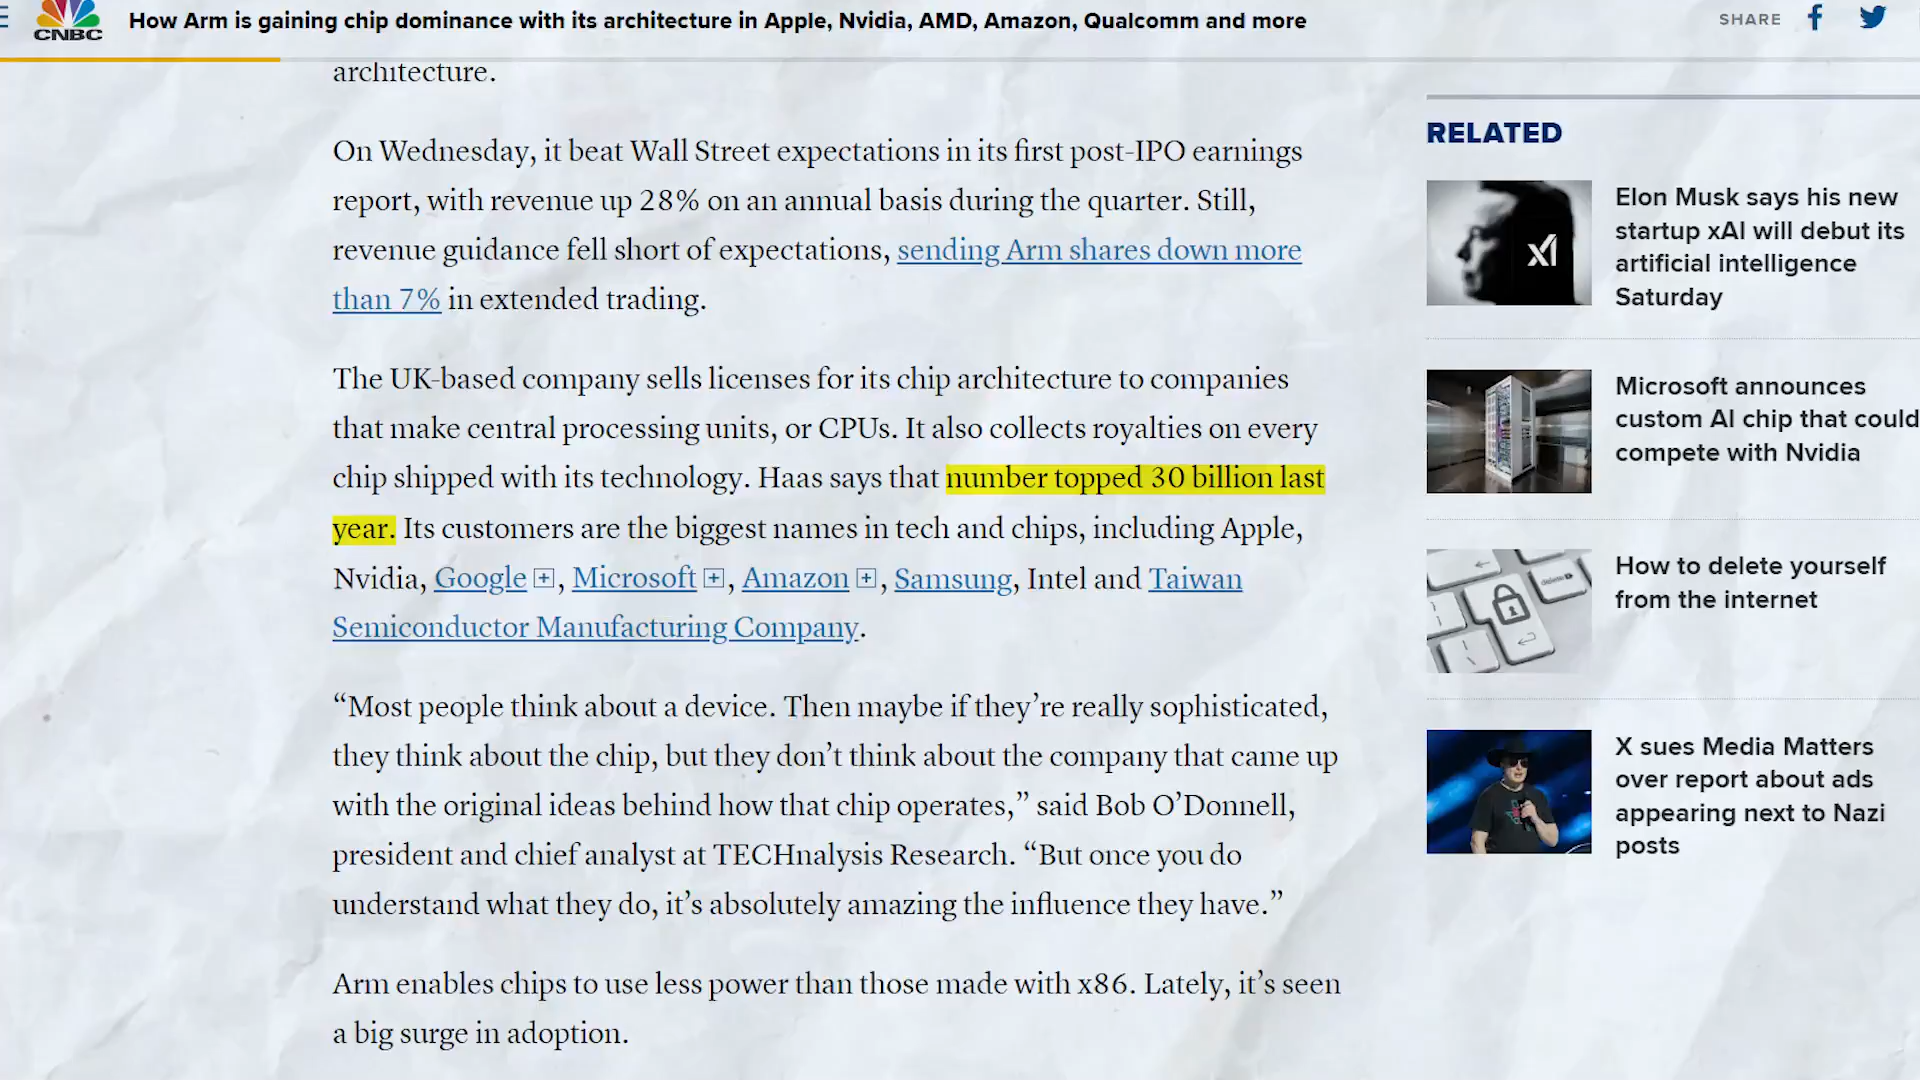 CNBC
How Arm is gaining chip dominance with its architecture in Apple, Nvidia, AMD, Amazon, Qualcomm and more
SHARE
architecture.
On Wednesday, it beat Wall Street expectations in its first post-IPO earnings
report, with revenue up 28% on an annual basis during the quarter. Still,
revenue guidance fell short of expectations, sending Arm shares down more
than 7% in extended trading.
The UK-based company sells licenses for its chip architecture to companies
that make central processing units, or CPUs. It also collects royalties on every
chip shipped with its technology. Haas says that number topped 30 billion last
year. Its customers are the biggest names in tech and chips, including Apple,
Nvidia, Google, Microsoft, Amazon, Samsung, Intel and Taiwan
Semiconductor Manufacturing Company.
“Most people think about a device. Then maybe if they’re really sophisticated,
they think about the chip, but they don’t think about the company that came up
with the original ideas behind how that chip operates,” said Bob O’Donnell,
president and chief analyst at TECHnalysis Research. “But once you do
understand what they do, it’s absolutely amazing the influence they have.”
Arm enables chips to use less power than those made with x86. Lately, it’s seen
a big surge in adoption.
RELATED
xI
Elon Musk says his new
startup xAI will debut its
artificial intelligence
Saturday
Microsoft announces
custom AI chip that could
compete with Nvidia
delete
How to delete yourself
from the internet
X sues Media Matters
over report about ads
appearing next to Nazi
posts